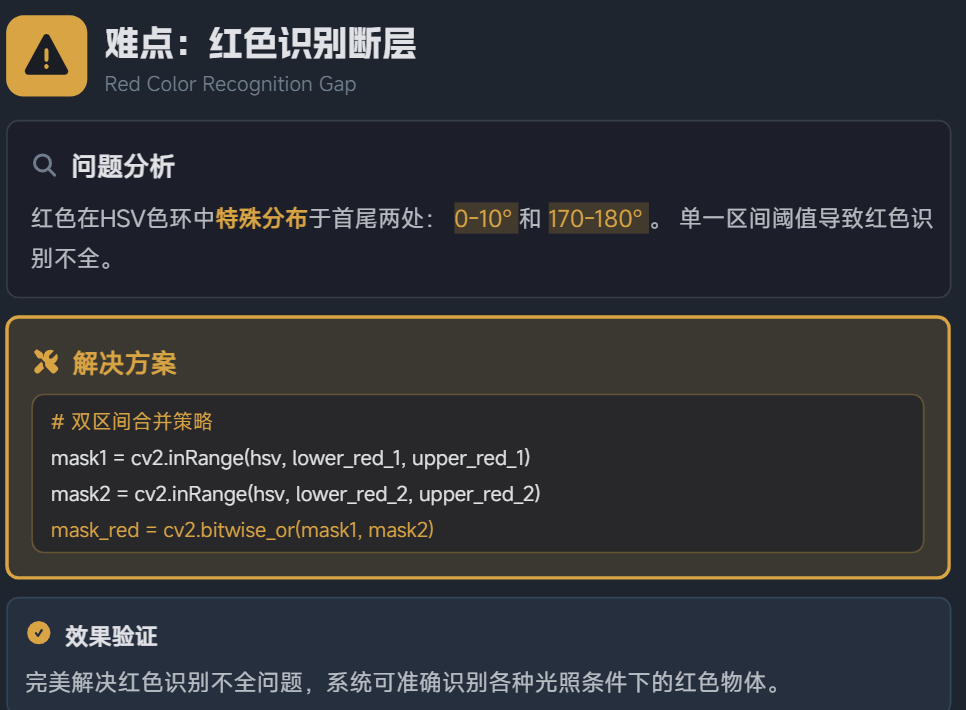 难点：红色识别断层
Red Color Recognition Gap
问题分析
红色在HSV色环中特殊分布于首尾两处： 0-10° 和 170-180° 。 单一区间阈值导致红色识
别不全。
解决方案
# 双区间合并策略
mask1 = cv2.inRange(hsv, lower_red_1, upper_red_1)
mask2 = cv2.inRange(hsv, lower_red_2, upper_red_2)
mask_red = cv2.bitwise_or(mask1, mask2)
效果验证
完美解决红色识别不全问题，系统可准确识别各种光照条件下的红色物体。